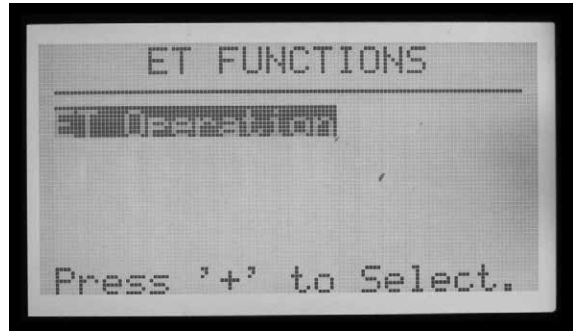 ET FUNCTIONS
ET Operation
Press '+' to Select.